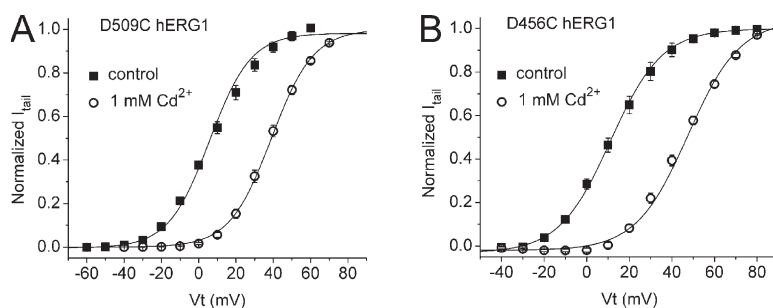 A
D509C hERG1
control
1 mM Cd²⁺
Normalized I_tail
1.0
0.8
0.6
0.4
0.2
0.0
-60 -40 -20 0 20 40 60 80
Vt (mV)
B
D456C hERG1
control
1 mM Cd²⁺
Normalized I_tail
1.0
0.8
0.6
0.4
0.2
0.0
-40 -20 0 20 40 60 80
Vt (mV)